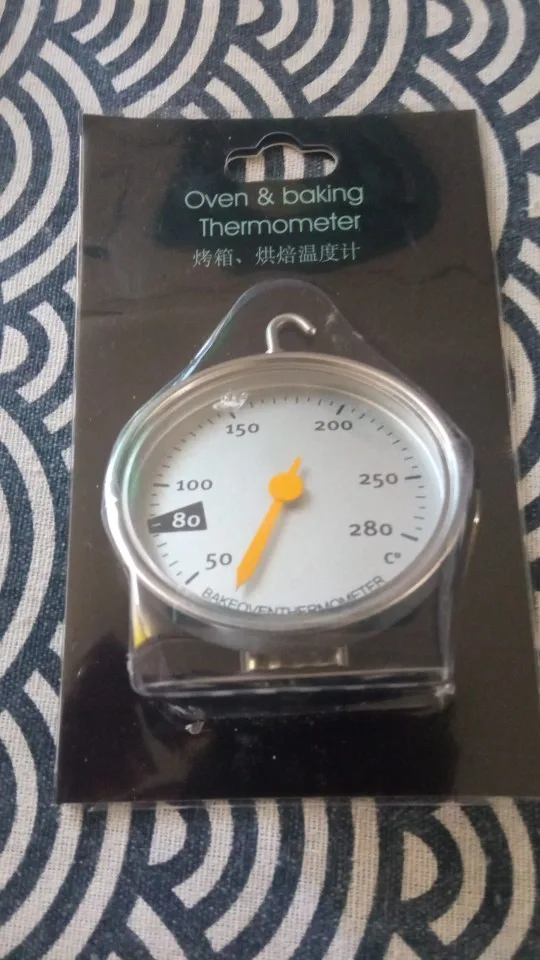 Oven & baking
Thermometer
烤箱、烘焙温度计
150 200
100 250
80 280
50 C°
BAKEOVENTHERMOMETER